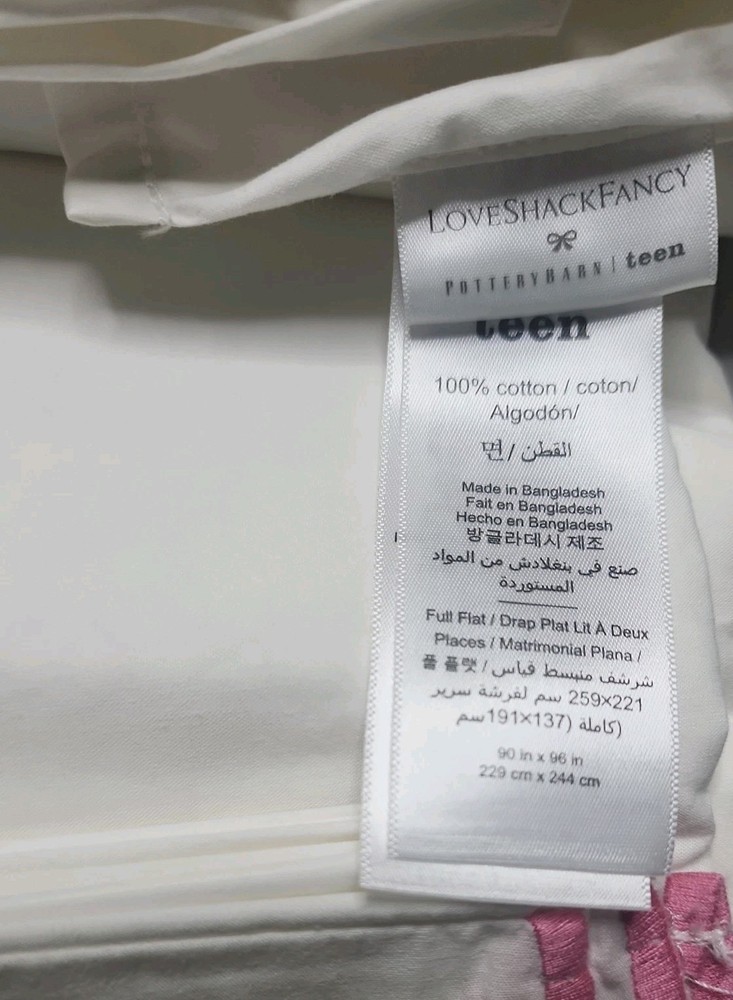 LOVESHACKFANCY
POTTERYBARN | teen
teen
100% cotton / coton/
Algodón/
면/ القطن
Made in Bangladesh
Fait en Bangladesh
Hecho en Bangladesh
방글라데시 제조
صنع في بنغلادش من المواد
المستوردة
Full Flat / Drap Plat Lit À Deux
Places / Matrimonial Plana /
풀 플랫 / شرشف منبسط قياس
259×221 سم لفرشة سرير
كاملة (137×191سم)
90 in x 96 in
229 cm x 244 cm